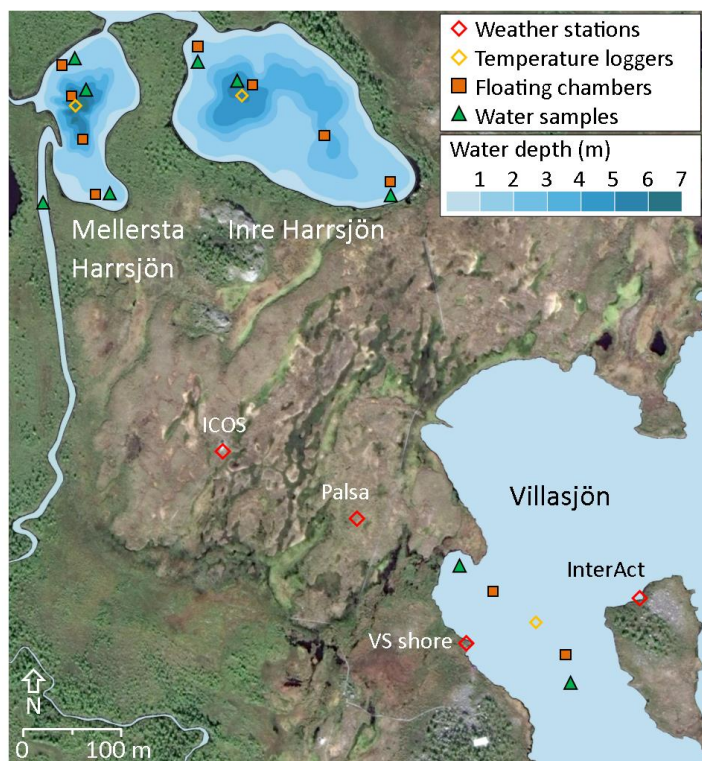 Weather stations
Temperature loggers
Floating chambers
Water samples
Water depth (m)
1 2 3 4 5 6 7
Mellersta
Harrsjön
Inre Harrsjön
ICOS
Palsa
Villasjön
InterAct
VS shore
N
0 100 m